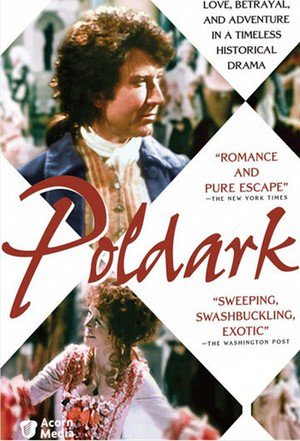 LOVE, BETRAYAL,
AND ADVENTURE
IN A TIMELESS
HISTORICAL
DRAMA
"ROMANCE
AND
PURE ESCAPE"
—THE NEW YORK TIMES
Poldark
"SWEEPING,
SWASHBUCKLING,
EXOTIC"
—THE WASHINGTON POST
Acorn
Media